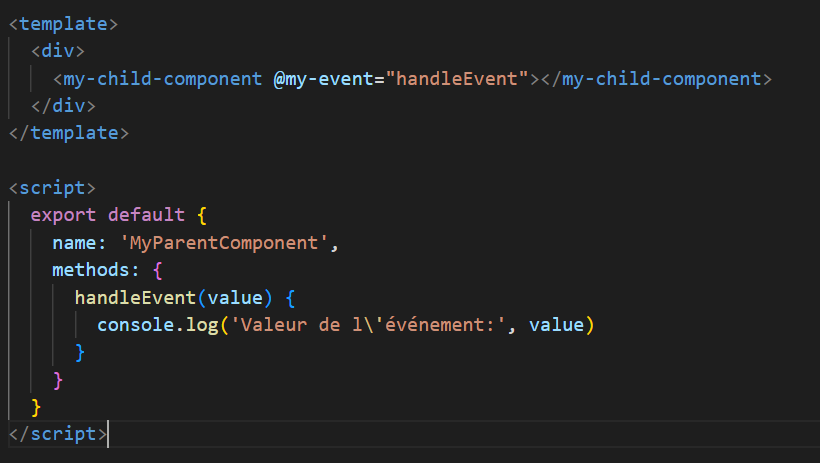 <template>
  <div>
    <my-child-component @my-event="handleEvent"></my-child-component>
  </div>
</template>

<script>
  export default {
    name: 'MyParentComponent',
    methods: {
      handleEvent(value) {
        console.log('Valeur de l\'événement:', value)
      }
    }
  }
</script>